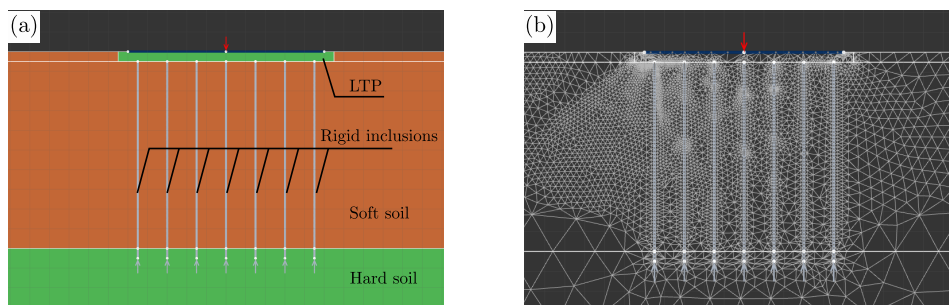 (a)
LTP
Rigid inclusions
Soft soil
Hard soil
(b)